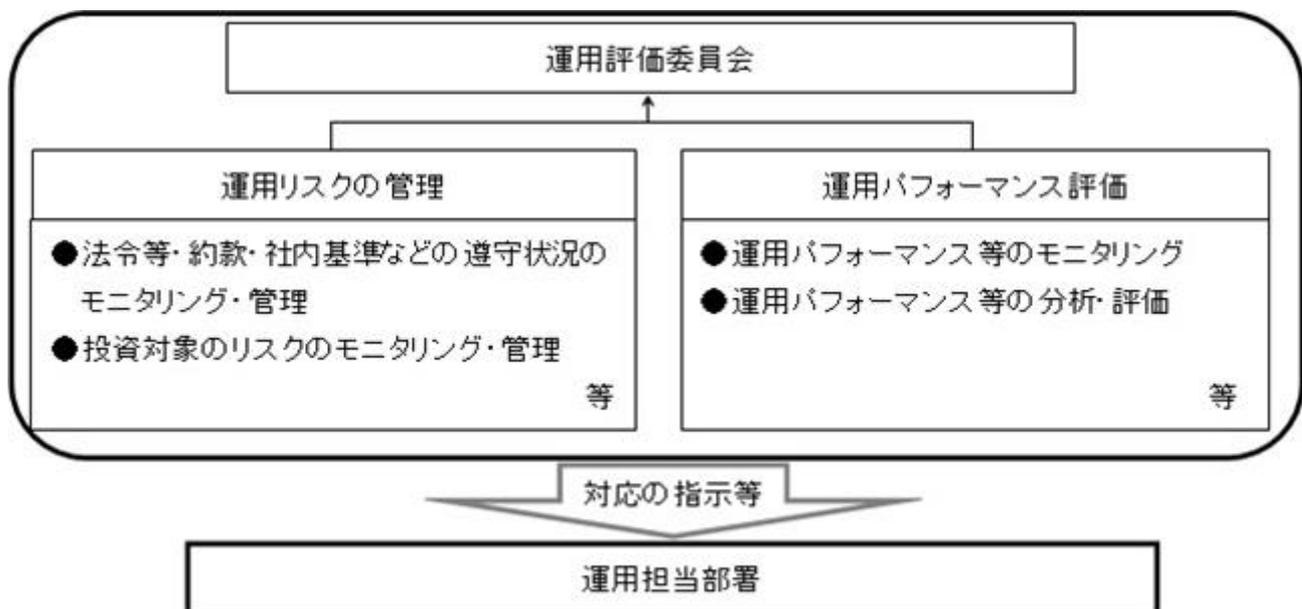 運用評価委員会
運用リスクの管理
●法令等・約款・社内基準などの遵守状況の
モニタリング・管理
●投資対象のリスクのモニタリング・管理
等
運用パフォーマンス評価
●運用パフォーマンス等のモニタリング
●運用パフォーマンス等の分析・評価
等
対応の指示等
運用担当部署